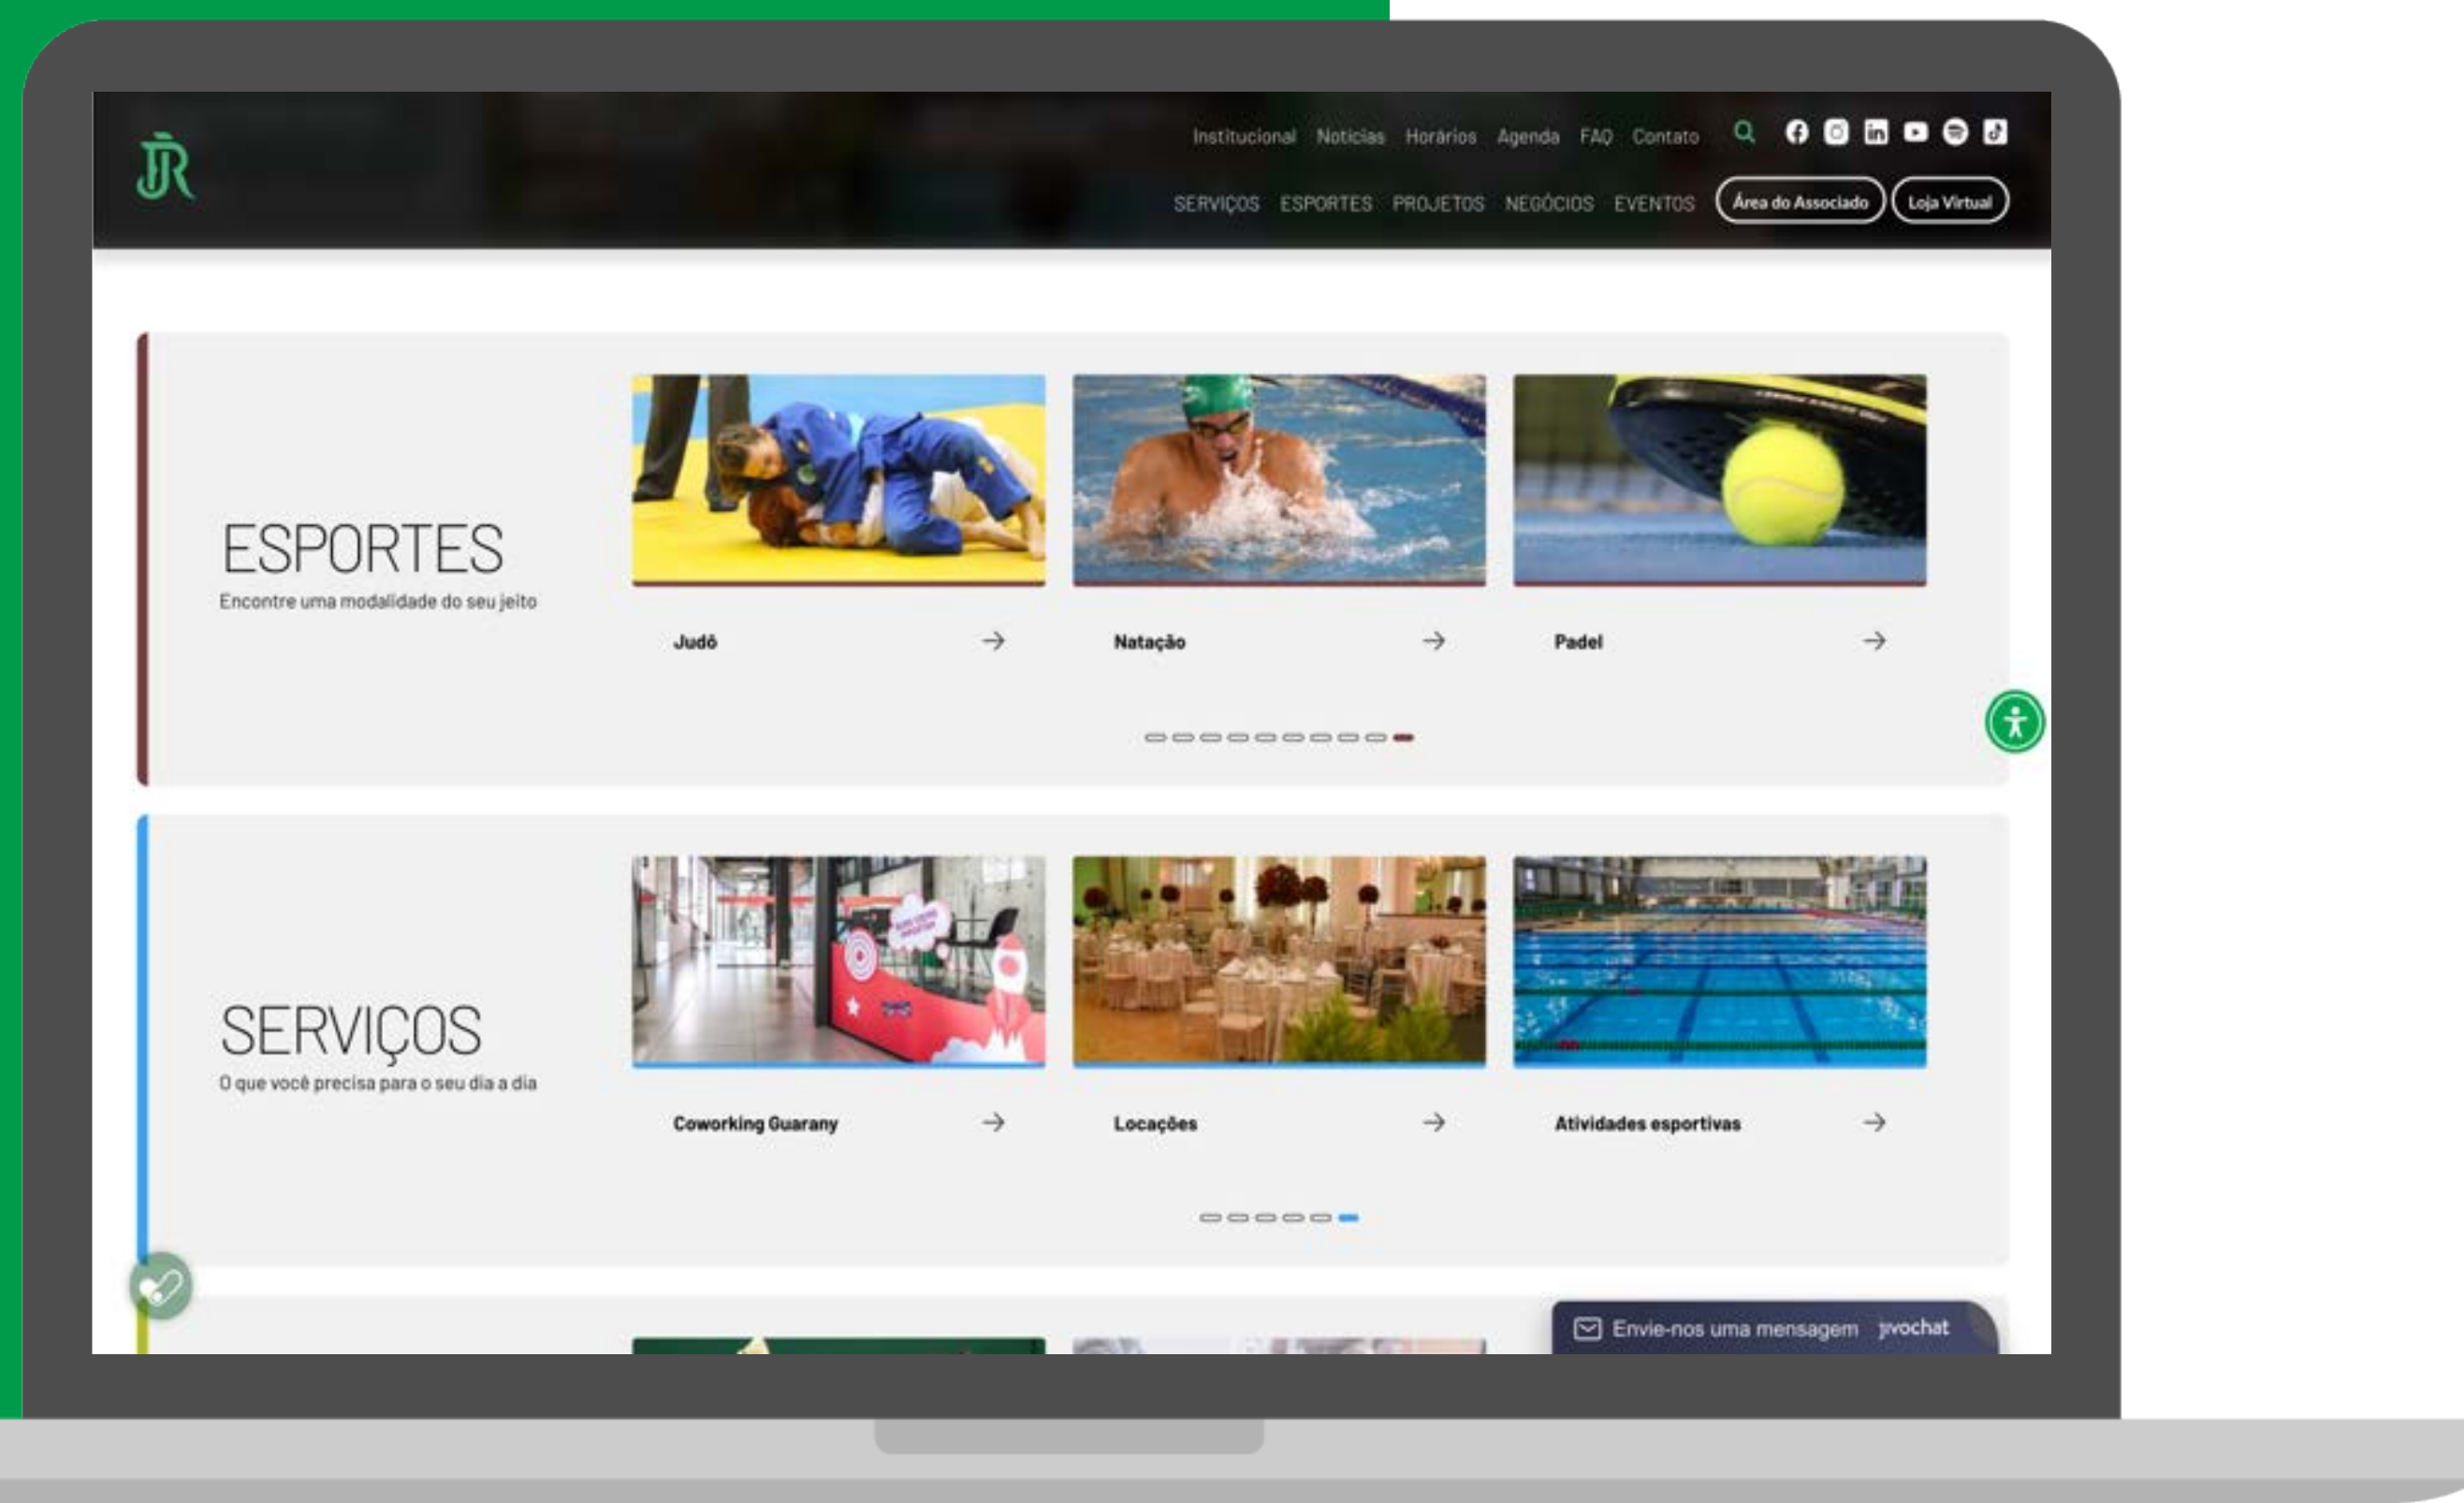 JR
Institucional Notícias Horários Agenda FAQ Contato
SERVIÇOS ESPORTES PROJETOS NEGÓCIOS EVENTOS Área do Associado Loja Virtual
ESPORTES
Encontre uma modalidade do seu jeito
Judô
Natação
Padel
SERVIÇOS
O que você precisa para o seu dia a dia
Coworking Guarany
Locações
Atividades esportivas
Envie-nos uma mensagem jivochat